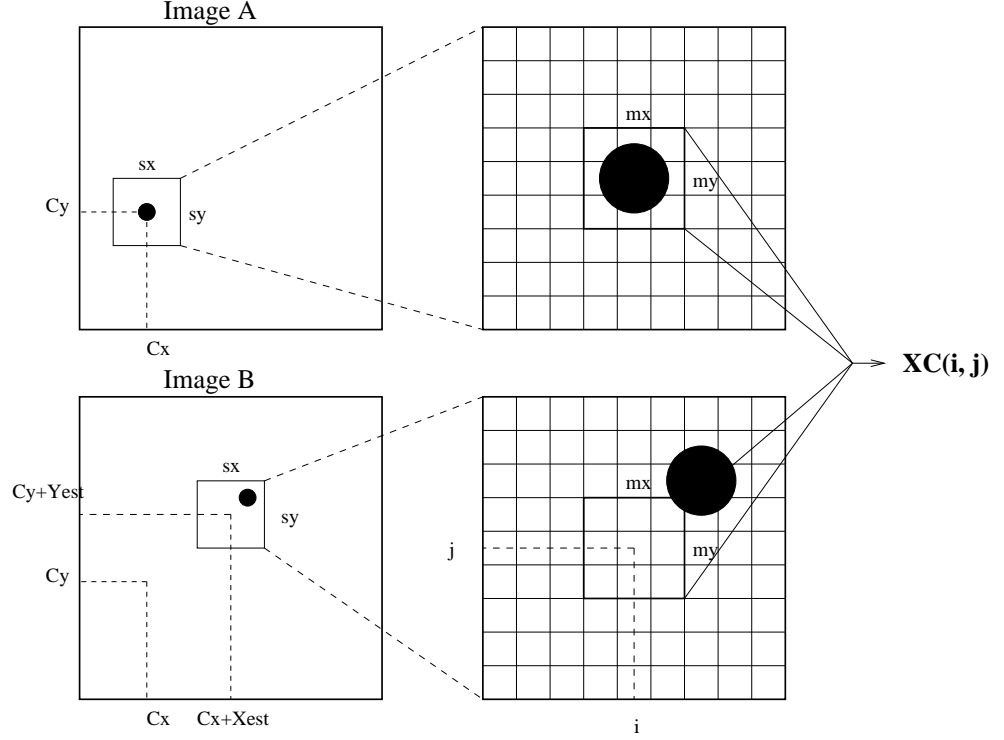 Image A
sx
Cy
sy
Cx
mx
my
XC(i, j)
Image B
sx
Cy+Yest
sy
Cy
Cx
Cx+Xest
mx
my
j
i